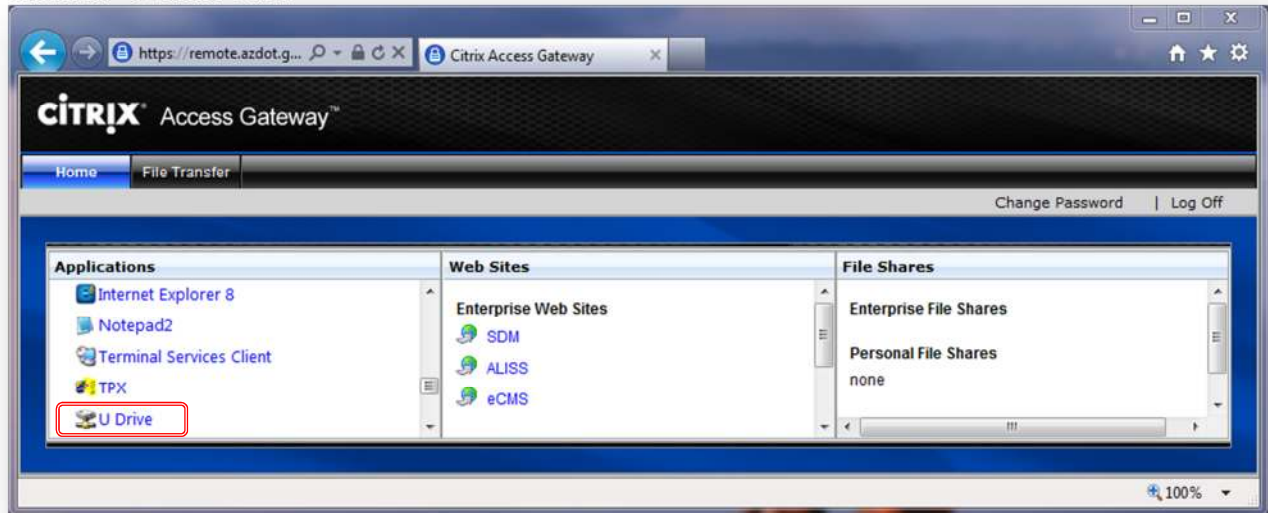 https://remote.azdot.g...
Citrix Access Gateway
CİTRIX Access Gateway™
Home
File Transfer
Change Password | Log Off
Applications
Internet Explorer 8
Notepad2
Terminal Services Client
TPX
U Drive
Web Sites
Enterprise Web Sites
SDM
ALISS
eCMS
File Shares
Enterprise File Shares
Personal File Shares
none
100%